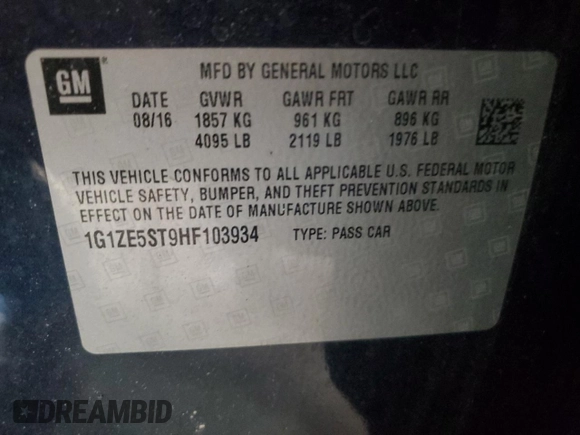 GM
®
MFD BY GENERAL MOTORS LLC
DATE GVWR GAWR FRT GAWR RR
08/16 1857 KG 961 KG 896 KG
4095 LB 2119 LB 1976 LB
THIS VEHICLE CONFORMS TO ALL APPLICABLE U.S. FEDERAL MOTOR
VEHICLE SAFETY, BUMPER, AND THEFT PREVENTION STANDARDS IN
EFFECT ON THE DATE OF MANUFACTURE SHOWN ABOVE.
1G1ZE5ST9HF103934 TYPE: PASS CAR
DREAMBID